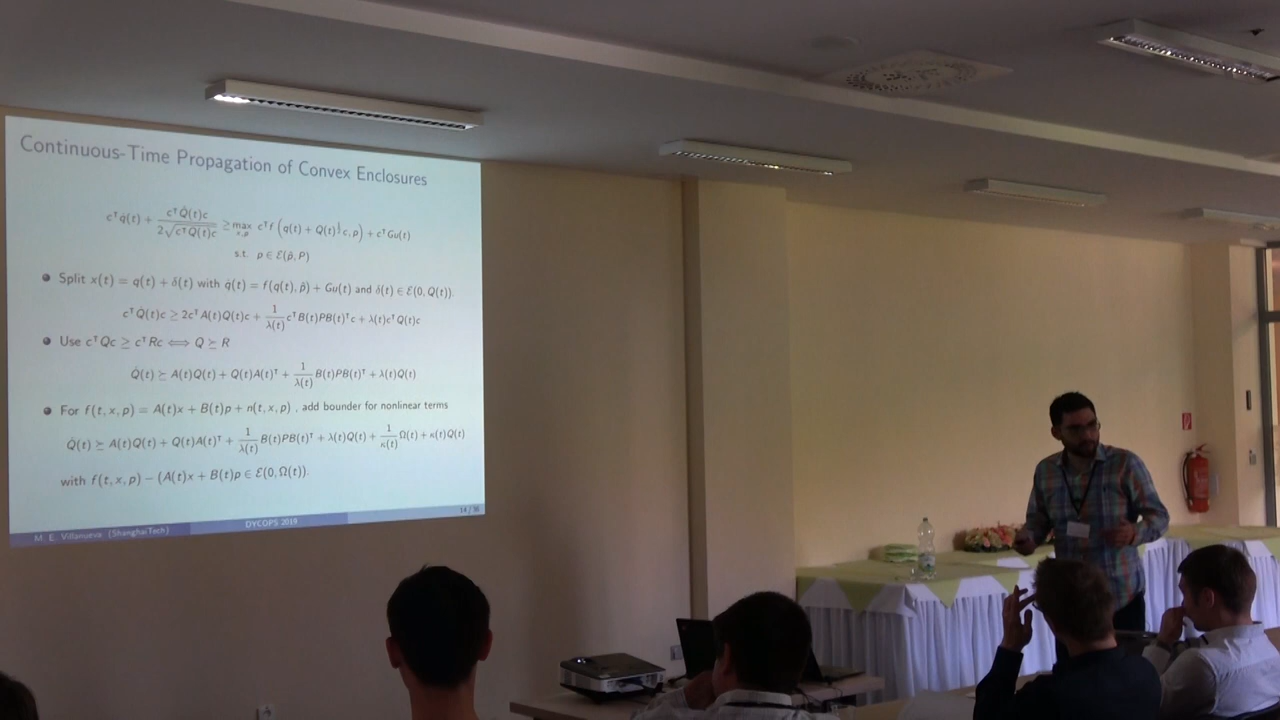 Continuous-Time Propagation of Convex Enclosures
c⊤q̇(t) + c⊤Q̇(t)c / 2√c⊤Q(t)c ≥ max x,p c⊤f (q(t) + Q(t)^½ c, p) + c⊤Gu(t)
s.t. p ∈ ℰ(p̂, P)
● Split x(t) = q(t) + δ(t) with q̇(t) = f(q(t), p̂) + Gu(t) and δ(t) ∈ ℰ(0, Q(t)).
c⊤Q̇(t)c ≥ 2c⊤A(t)Q(t)c + 1/λ(t) c⊤B(t)PB(t)⊤c + λ(t)c⊤Q(t)c
● Use c⊤Qc ≥ c⊤Rc ⟺ Q ⪰ R
Q̇(t) ⪰ A(t)Q(t) + Q(t)A(t)⊤ + 1/λ(t) B(t)PB(t)⊤ + λ(t)Q(t)
● For f(t, x, p) = A(t)x + B(t)p + n(t, x, p) , add bounder for nonlinear terms
Q̇(t) ⪰ A(t)Q(t) + Q(t)A(t)⊤ + 1/λ(t) B(t)PB(t)⊤ + λ(t)Q(t) + 1/κ(t) Ω(t) + κ(t)Q(t)
with f(t, x, p) − (A(t)x + B(t)p ∈ ℰ(0, Ω(t)).
M. E. Villanueva (ShanghaiTech) DYCOPS 2019